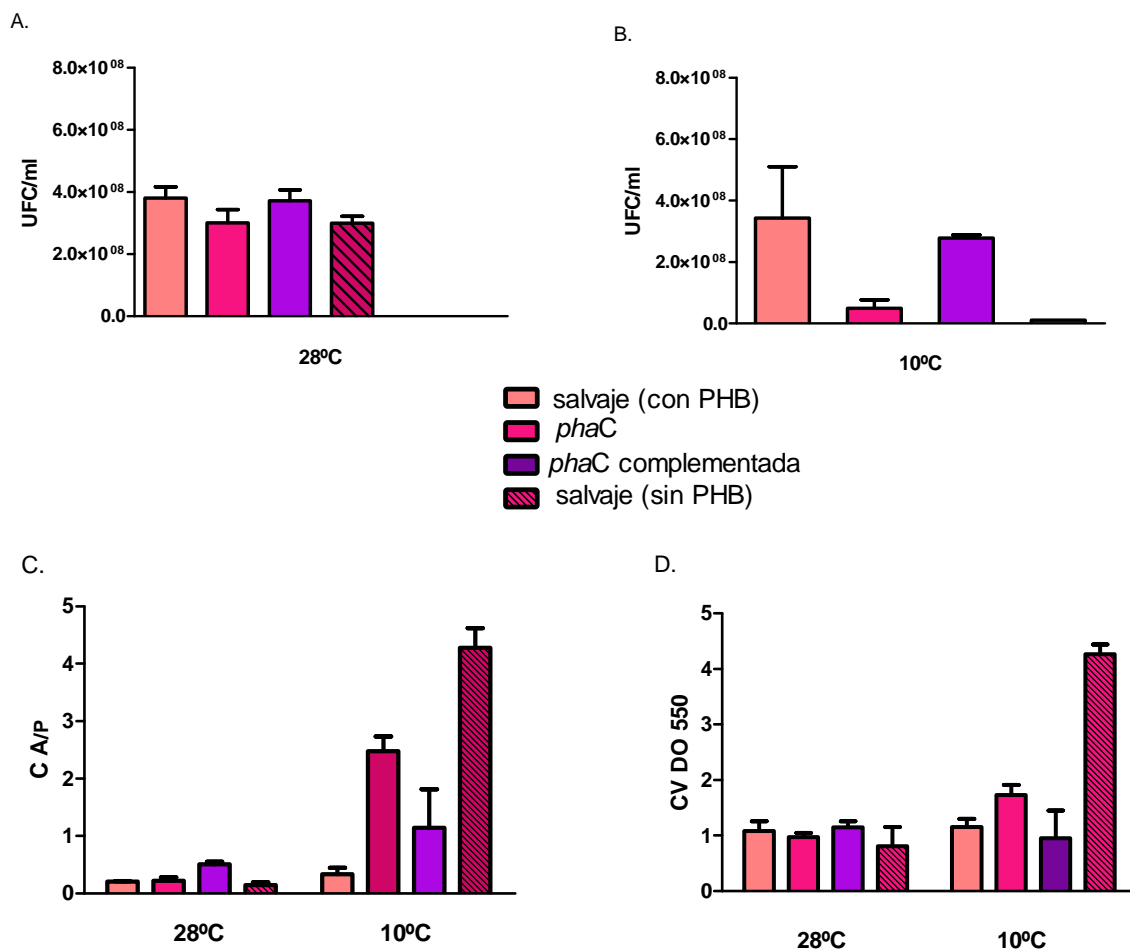 A.
8.0×10⁰⁸
6.0×10⁰⁸
4.0×10⁰⁸
2.0×10⁰⁸
0.0
UFC/ml
28ºC
B.
8.0×10⁰⁸
6.0×10⁰⁸
4.0×10⁰⁸
2.0×10⁰⁸
0.0
UFC/ml
10ºC
salvaje (con PHB)
phaC
phaC complementada
salvaje (sin PHB)
C.
5
4
3
2
1
0
C A/P
28ºC 10ºC
D.
5
4
3
2
1
0
CV DO 550
28ºC 10ºC